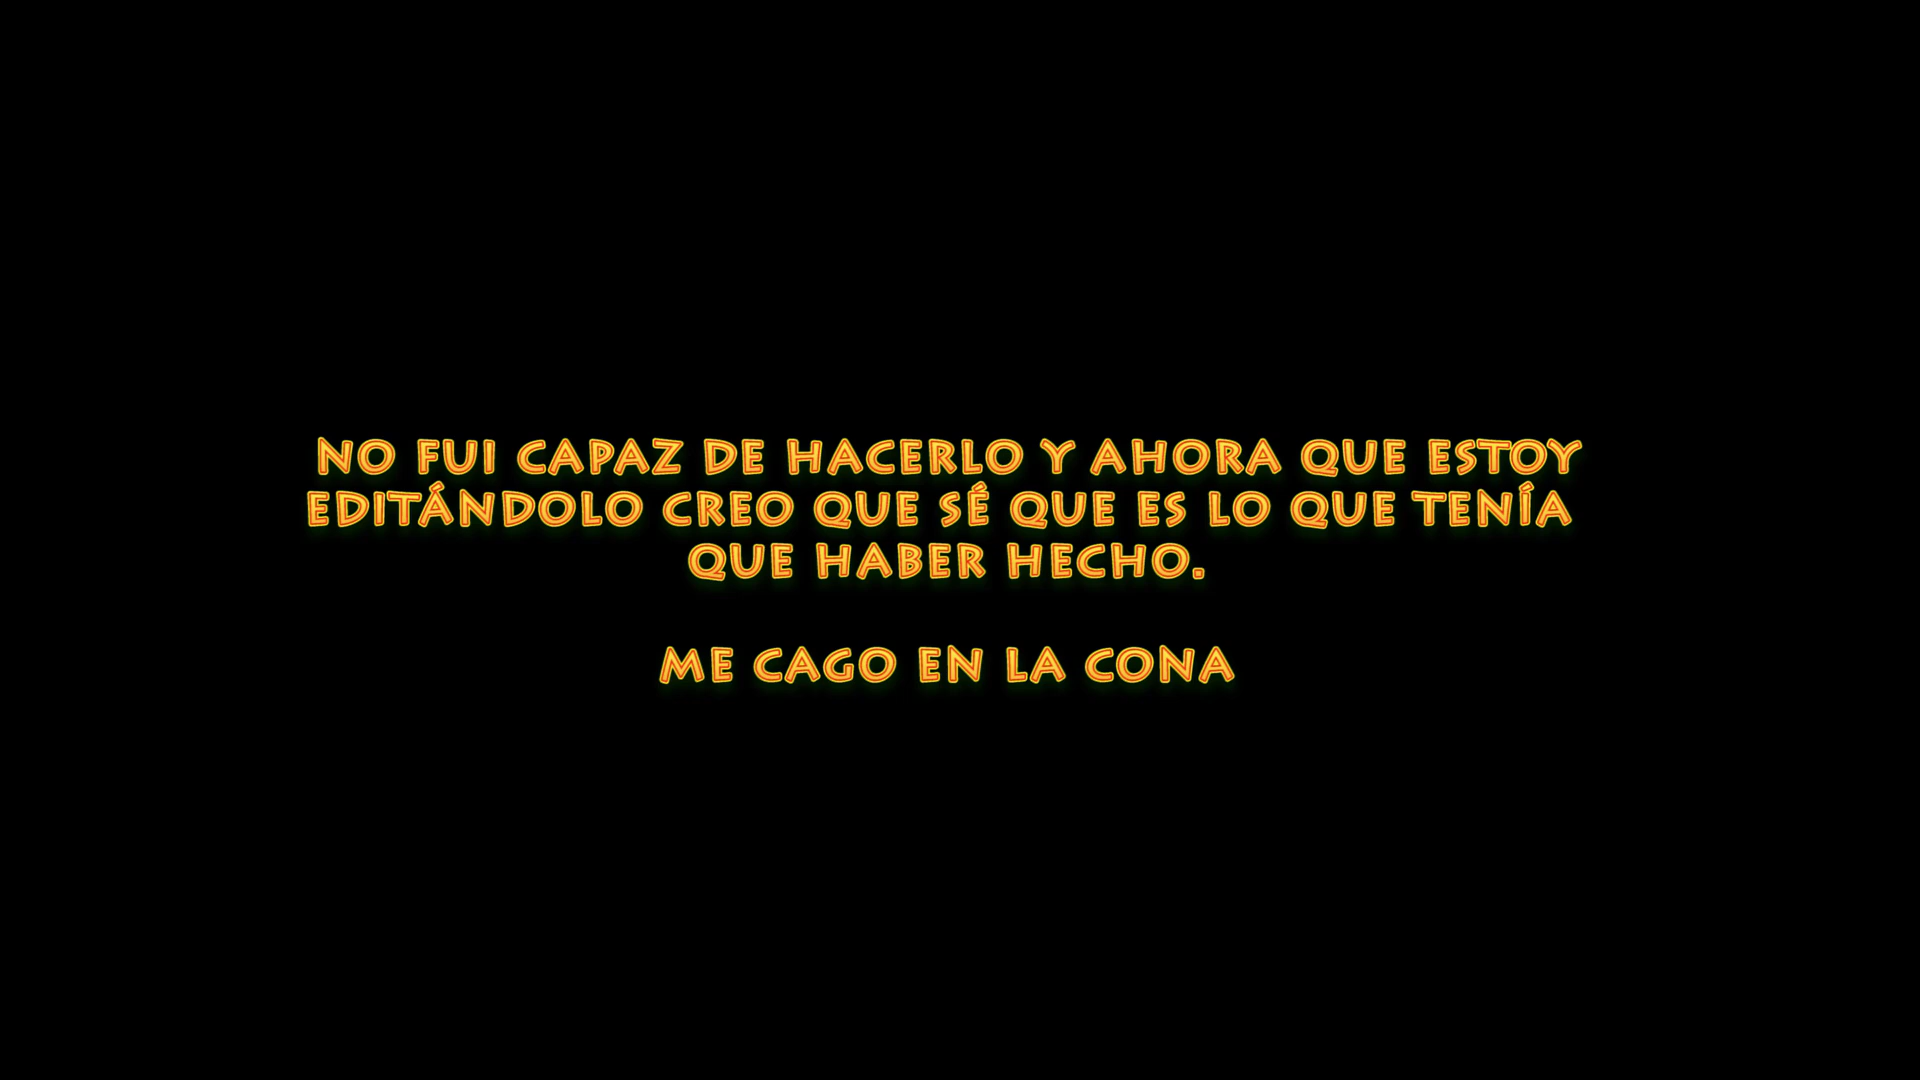 NO FUI CAPAZ DE HACERLO Y AHORA QUE ESTOY
EDITÁNDOLO CREO QUE SÉ QUE ES LO QUE TENÍA
QUE HABER HECHO.
ME CAGO EN LA CONA